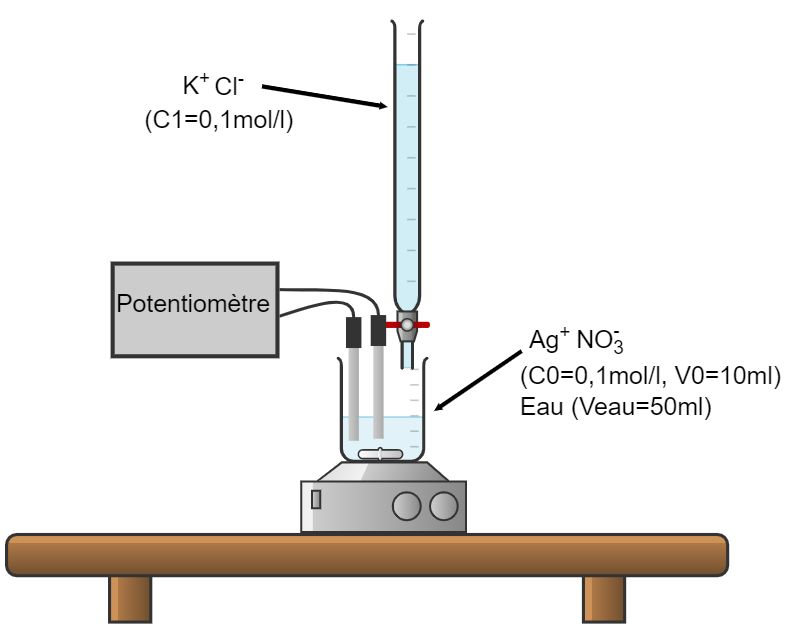 K⁺ Cl⁻
(C1=0,1mol/l)
Potentiomètre
Ag⁺ NO₃⁻
(C0=0,1mol/l, V0=10ml)
Eau (Veau=50ml)